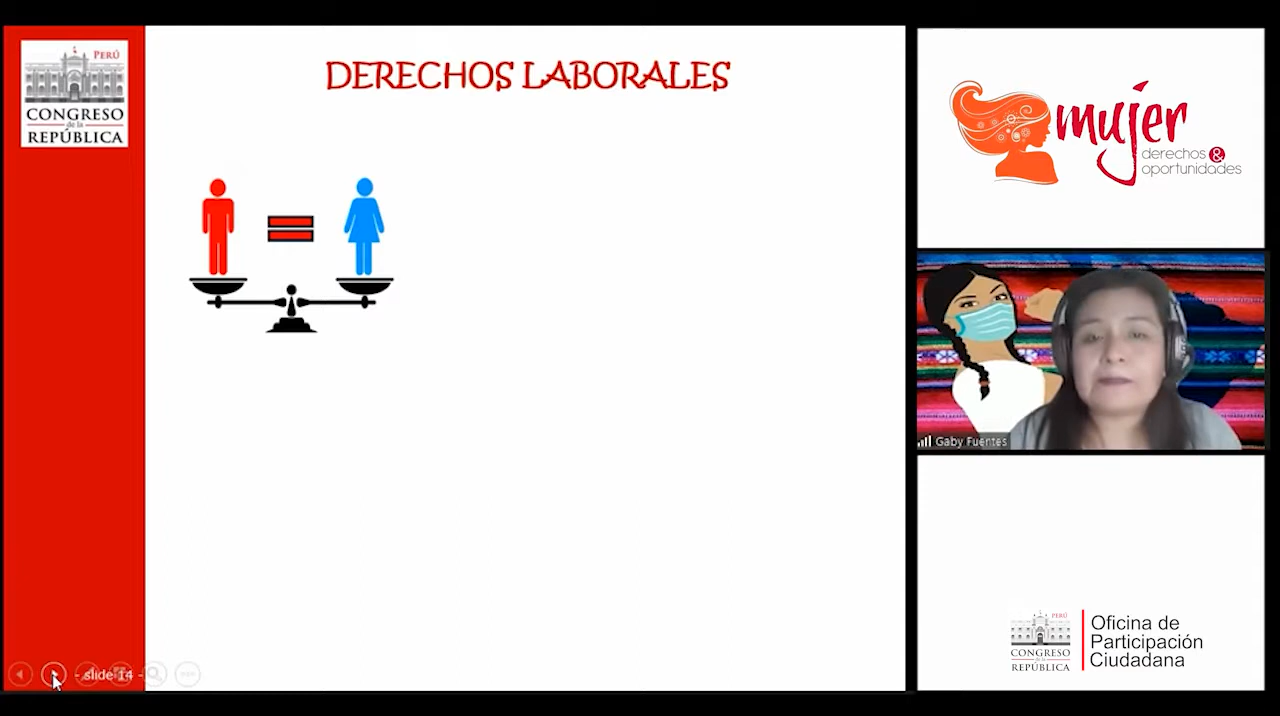 PERÚ
CONGRESO
de la
REPÚBLICA
DERECHOS LABORALES
- slide 14 -
mujer
derechos &
oportunidades
Gaby Fuentes
PERÚ
CONGRESO
de la
REPÚBLICA
Oficina de
Participación
Ciudadana